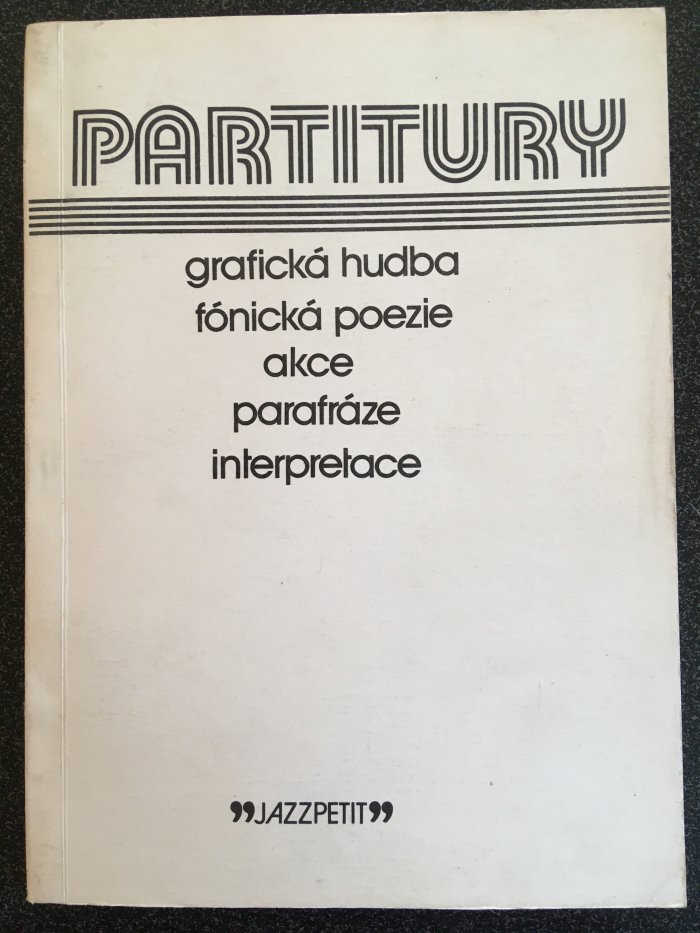 PARTITURY
grafická hudba
fónická poezie
akce
parafráze
interpretace
❟❟JAZZPETIT❟❟